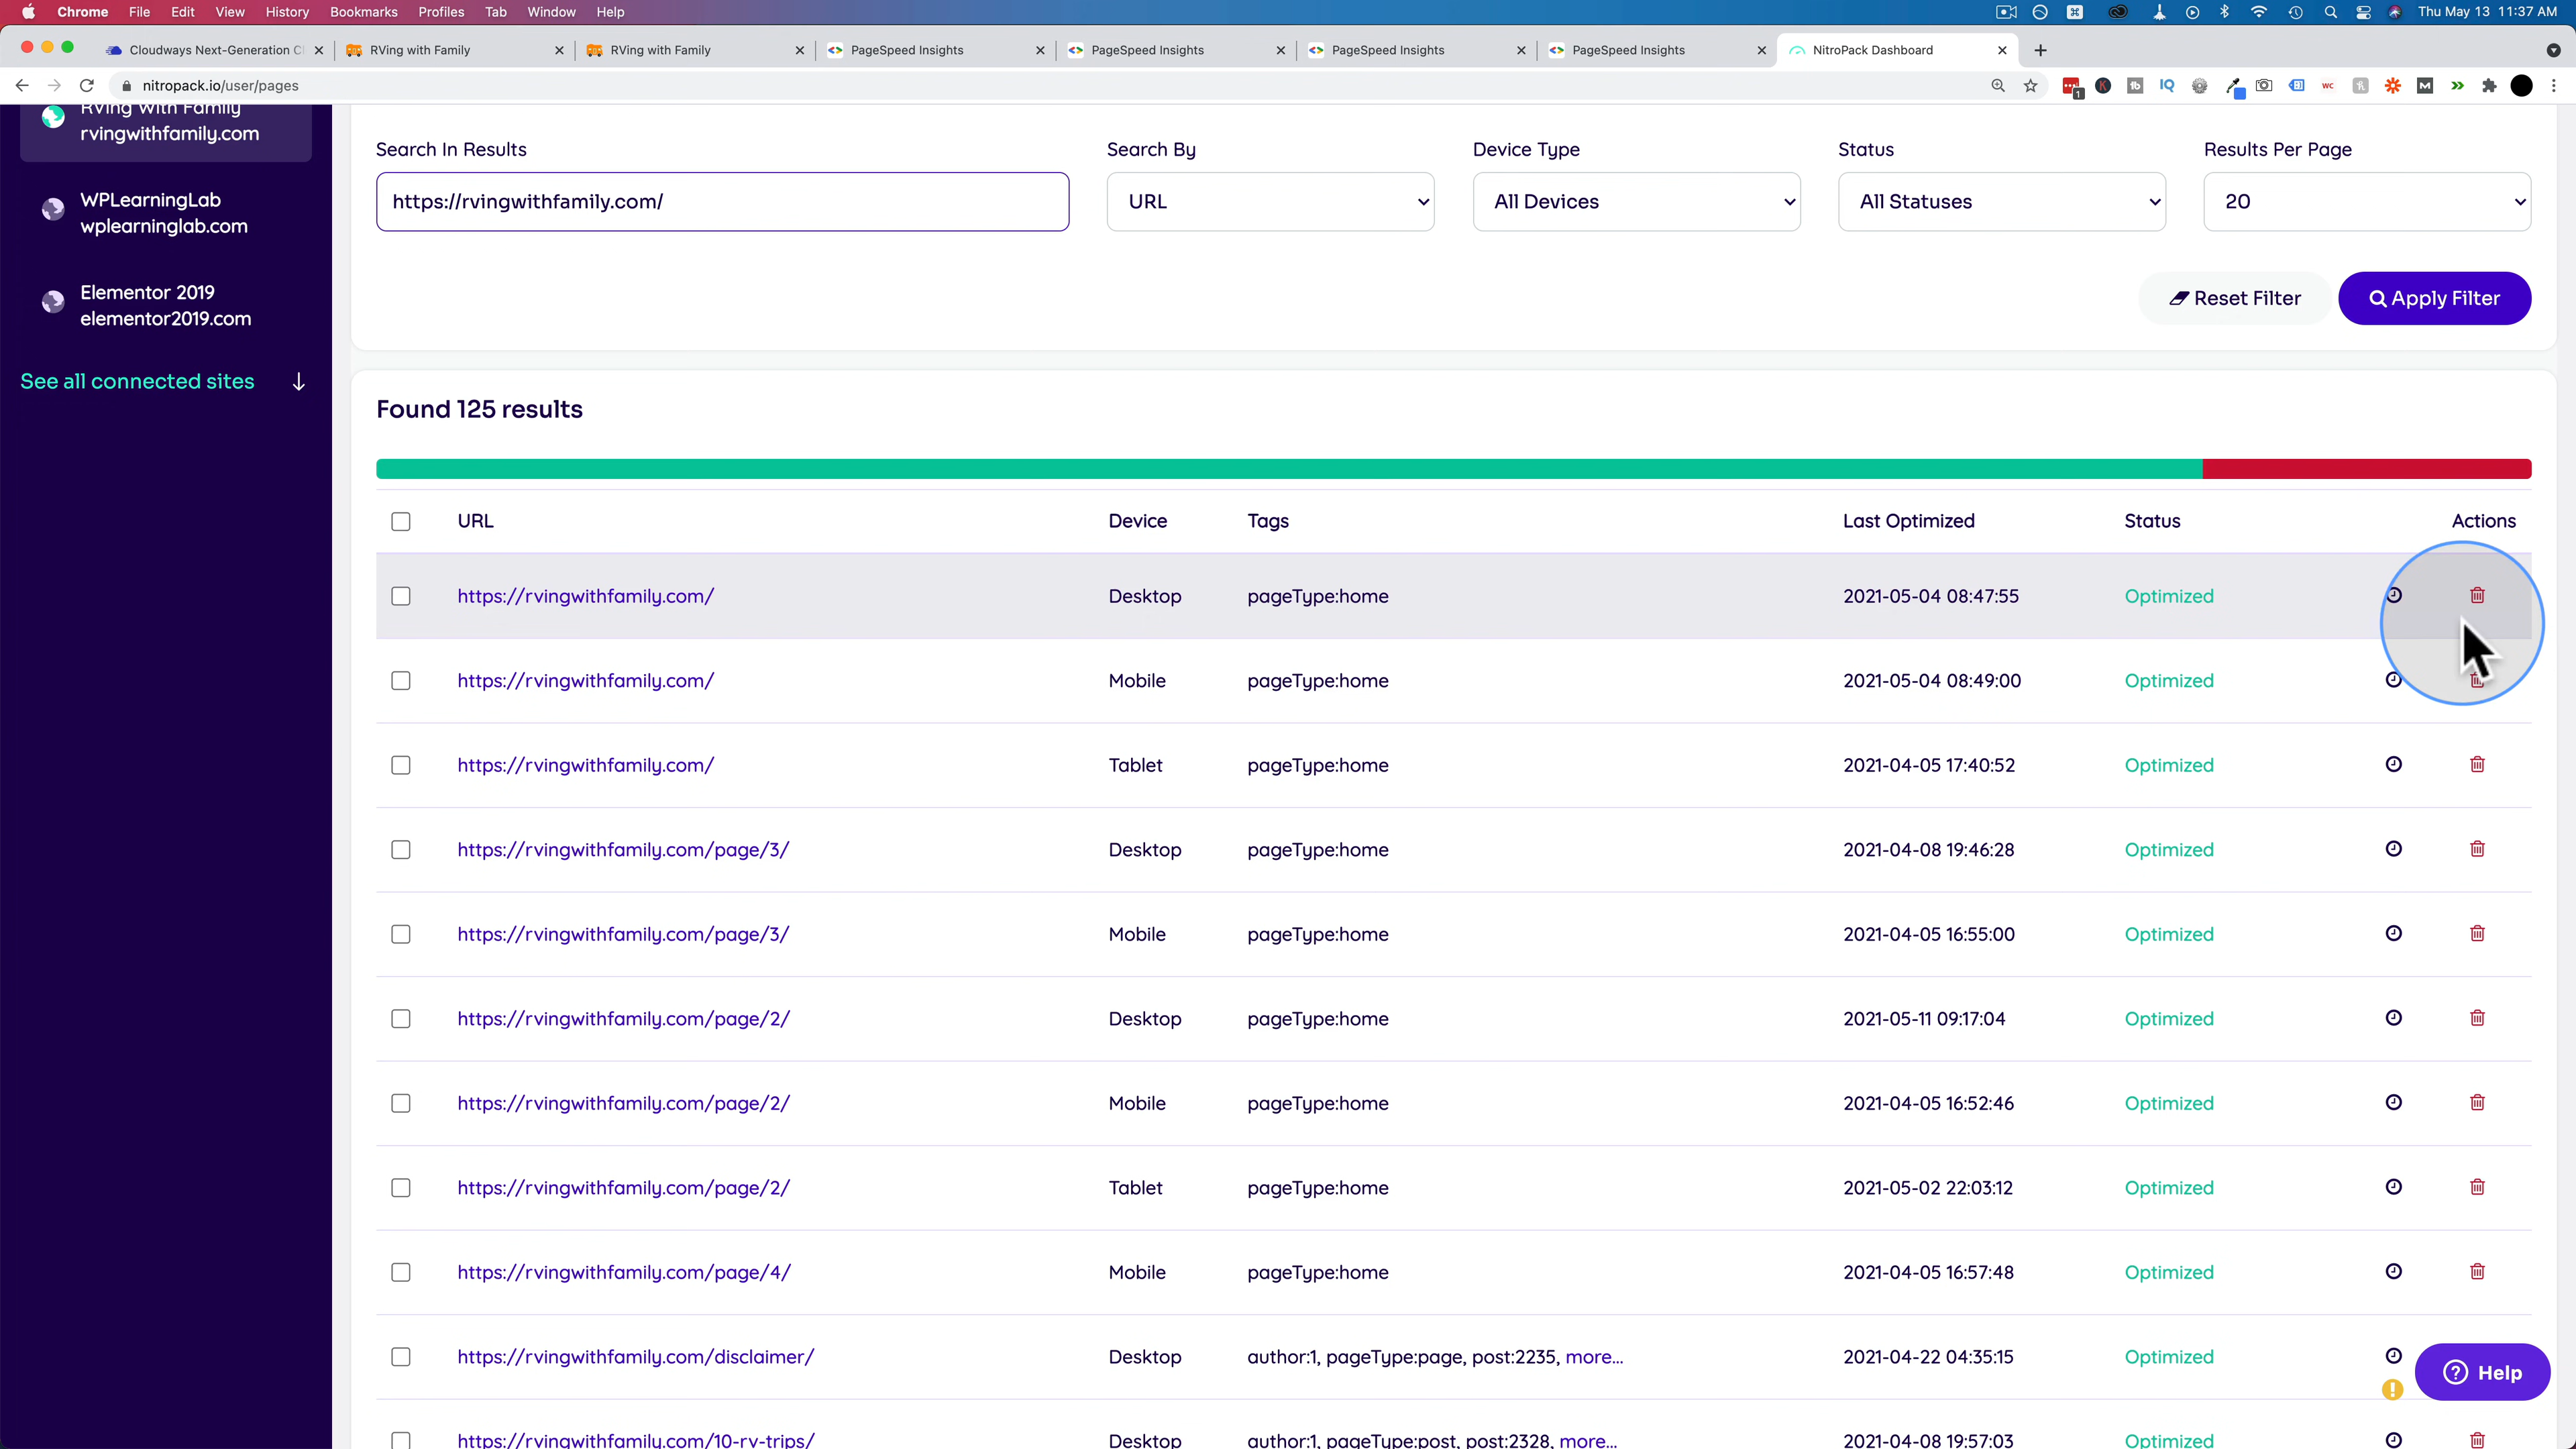 Chrome File Edit View History Bookmarks Profiles Tab Window Help Thu May 13 11:37 AM
Cloudways Next-Generation Cl RVing with Family RVing with Family PageSpeed Insights PageSpeed Insights PageSpeed Insights PageSpeed Insights NitroPack Dashboard
nitropack.io/user/pages
RVing With Family
rvingwithfamily.com
WPLearningLab
wplearninglab.com
Elementor 2019
elementor2019.com
See all connected sites
Search In Results Search By Device Type Status Results Per Page
https://rvingwithfamily.com/ URL All Devices All Statuses 20
Reset Filter Apply Filter
Found 125 results
URL Device Tags Last Optimized Status Actions
https://rvingwithfamily.com/ Desktop pageType:home 2021-05-04 08:47:55 Optimized
https://rvingwithfamily.com/ Mobile pageType:home 2021-05-04 08:49:00 Optimized
https://rvingwithfamily.com/ Tablet pageType:home 2021-04-05 17:40:52 Optimized
https://rvingwithfamily.com/page/3/ Desktop pageType:home 2021-04-08 19:46:28 Optimized
https://rvingwithfamily.com/page/3/ Mobile pageType:home 2021-04-05 16:55:00 Optimized
https://rvingwithfamily.com/page/2/ Desktop pageType:home 2021-05-11 09:17:04 Optimized
https://rvingwithfamily.com/page/2/ Mobile pageType:home 2021-04-05 16:52:46 Optimized
https://rvingwithfamily.com/page/2/ Tablet pageType:home 2021-05-02 22:03:12 Optimized
https://rvingwithfamily.com/page/4/ Mobile pageType:home 2021-04-05 16:57:48 Optimized
https://rvingwithfamily.com/disclaimer/ Desktop author:1, pageType:page, post:2235, more... 2021-04-22 04:35:15 Optimized
Help
https://rvingwithfamily.com/10-rv-trips/ Desktop author:1, pageType:post, post:2328, more... 2021-04-08 19:57:03 Optimized